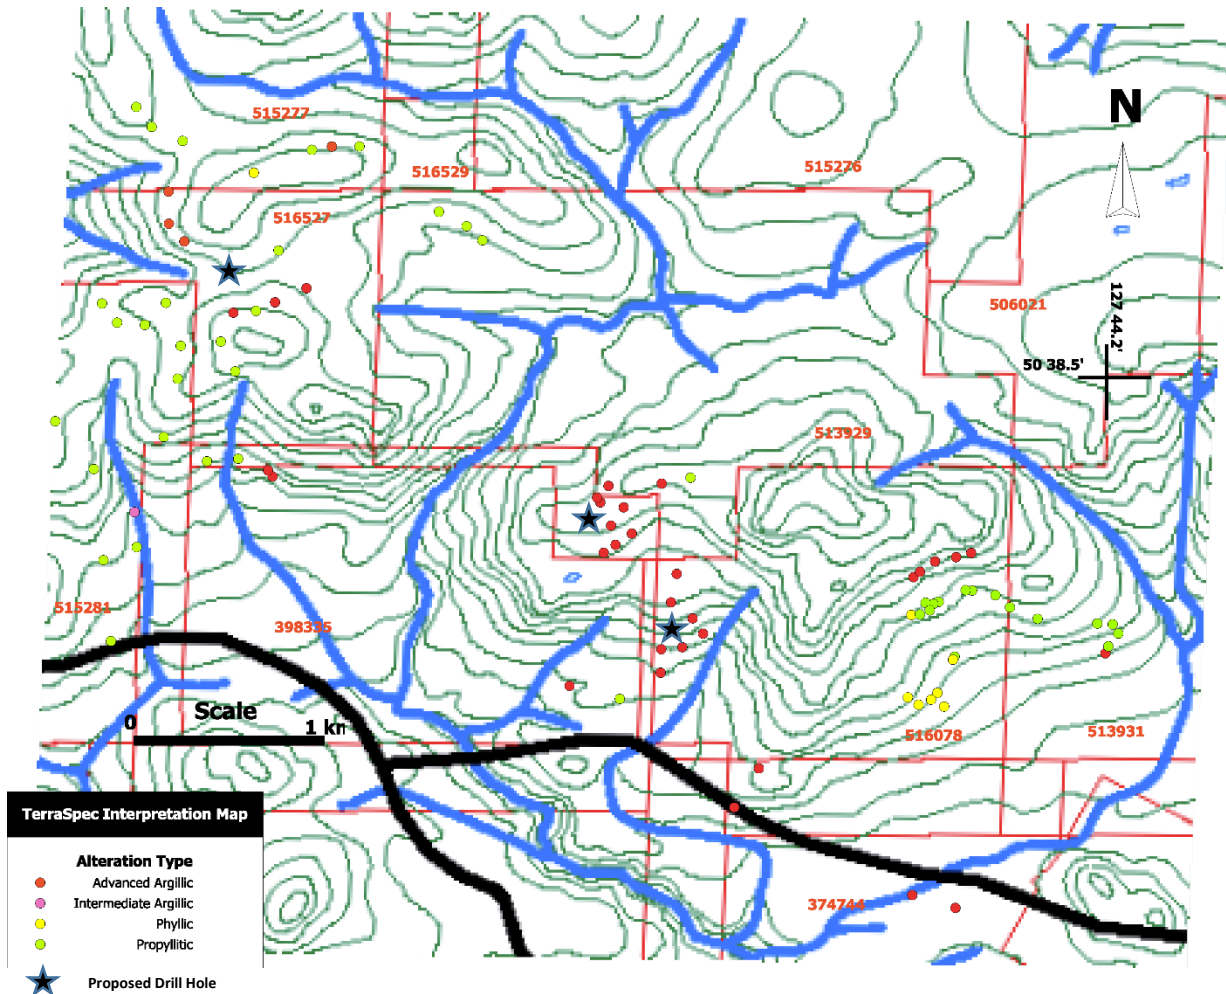 N
515277
516529
515276
516527
506021
127 44.2'
50 38.5'
513929
515281
398335
Scale
0
1 km
516078
513931
374744
TerraSpec Interpretation Map
Alteration Type
Advanced Argillic
Intermediate Argillic
Phyllic
Propyllitic
Proposed Drill Hole